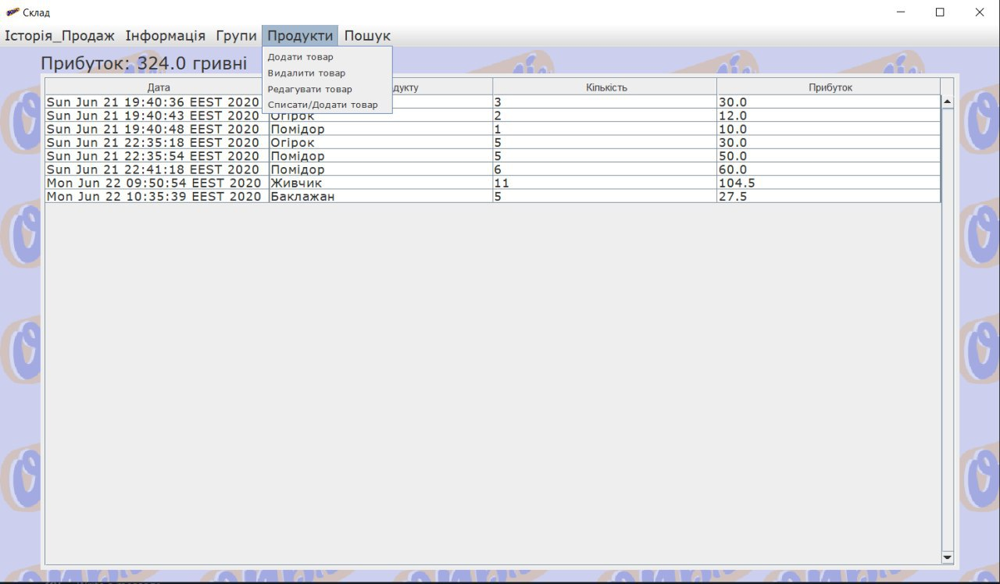 Склад
Історія_Продаж Інформація Групи Продукти Пошук
Прибуток: 324.0 гривні
Додати товар
Видалити товар
Редагувати товар
Списати/Додати товар
Дата Кількість Прибуток
Sun Jun 21 19:40:36 EEST 2020 3 30.0
Sun Jun 21 19:40:43 EEST 2020 Огірок 2 12.0
Sun Jun 21 19:40:48 EEST 2020 Помідор 1 10.0
Sun Jun 21 22:35:18 EEST 2020 Огірок 5 30.0
Sun Jun 21 22:35:54 EEST 2020 Помідор 5 50.0
Sun Jun 21 22:41:18 EEST 2020 Помідор 6 60.0
Mon Jun 22 09:50:54 EEST 2020 Живчик 11 104.5
Mon Jun 22 10:35:39 EEST 2020 Баклажан 5 27.5